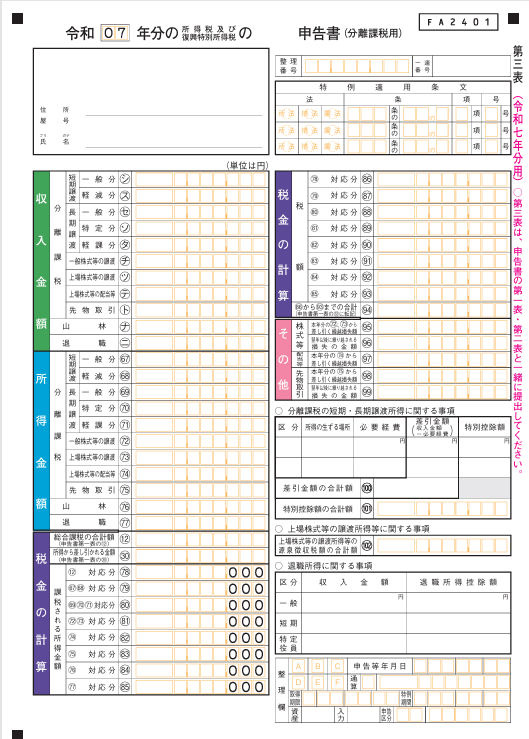 FA2401
令和 07 年分の 所得税及び復興特別所得税 の 申告書(分離課税用)
整理番号
一連番号
特例適用条文
法 条 項 号
所法 措法 震法 条の の 項 号
所法 措法 震法 条の の 項 号
所法 措法 震法 条の の 項 号
住所
屋号
氏名
第三表
(令和七年分用)
○第三表は、申告書の第一表・第二表と一緒に提出してください。
(単位は円)
収入金額
分離課税
短期譲渡 一般分 シ
軽減分 ス
長期譲渡 一般分 セ
特定分 ソ
軽課分 タ
一般株式等の譲渡 チ
上場株式等の譲渡 ツ
上場株式等の配当等 テ
先物取引 ト
山林 ナ
退職 ニ
所得金額
分離課税
短期譲渡 一般分 67
軽減分 68
長期譲渡 一般分 69
特定分 70
軽課分 71
一般株式等の譲渡 72
上場株式等の譲渡 73
上場株式等の配当等 74
先物取引 75
山林 76
退職 77
税金の計算
総合課税の合計額 (申告書第一表の⑫) 12
所得から差し引かれる金額 (申告書第一表の㉚) 30
課税される所得金額
⑫ 対応分 78 000
67 68 対応分 79 000
69 70 71 対応分 80 000
72 73 対応分 81 000
74 対応分 82 000
75 対応分 83 000
76 対応分 84 000
77 対応分 85 000
税金の計算
税額
78 対応分 86
79 対応分 87
80 対応分 88
81 対応分 89
82 対応分 90
83 対応分 91
84 対応分 92
85 対応分 93
86から93までの合計 (申告書第一表の㉛に転記) 94
その他
株式等
本年分の72、73から差し引く繰越損失額 95
翌年以後に繰り越される損失の金額 96
配当等
本年分の74から差し引く繰越損失額 97
先物取引
本年分の75から差し引く繰越損失額 98
翌年以後に繰り越される損失の金額 99
○ 分離課税の短期・長期譲渡所得に関する事項
区分 所得の生ずる場所 必要経費 差引金額(収入金額-必要経費) 特別控除額
円 円 円
差引金額の合計額 100
特別控除額の合計額 101
○ 上場株式等の譲渡所得等に関する事項
上場株式等の譲渡所得等の源泉徴収税額の合計額 102
○ 退職所得に関する事項
区分 収入金額 退職所得控除額
一般 円 円
短期
特定役員
整理欄
A B C 申告等年月日
D E F 通算
取得期限 特例期間
資産 入力 申告区分